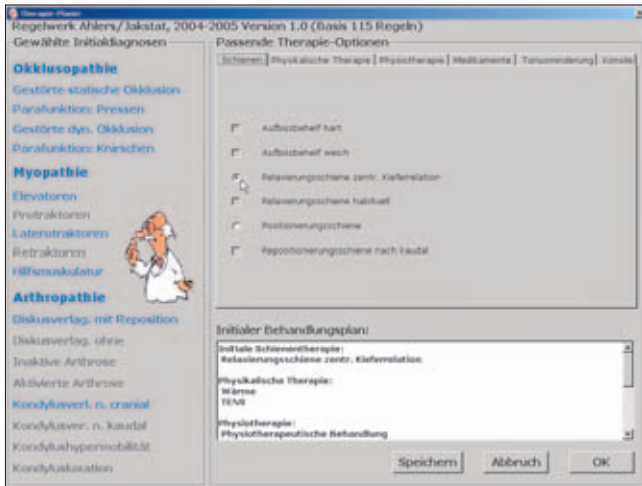 Therapie-Planer
Regelwerk Ahlers/Jakstat, 2004-2005 Version 1.0 (Basis 115 Regeln)
Gewählte Initialdiagnosen
Okklusopathie
Gestörte statische Okklusion
Parafunktion: Pressen
Gestörte dyn. Okklusion
Parafunktion: Knirschen
Myopathie
Elevatoren
Protraktoren
Laterotraktoren
Retraktoren
Hilfsmuskulatur
Arthropathie
Diskusverlag. mit Reposition
Diskusverlag. ohne
Inaktive Arthrose
Aktivierte Arthrose
Kondylusverl. n. cranial
Kondylusver. n. kaudal
Kondylushypermobilität
Kondylusluxation
Passende Therapie-Optionen
Schienen Physikalische Therapie Physiotherapie Medikamente Tonusminderung Konsile
Aufbissbehelf hart
Aufbissbehelf weich
Relaxierungsschiene zentr. Kieferrelation
Relaxierungsschiene habituell
Positionierungsschiene
Repositionierungsschiene nach kaudal
Initialer Behandlungsplan:
Initiale Schienentherapie:
Relaxierungsschiene zentr. Kieferrelation
Physikalische Therapie:
Wärme
TENS
Physiotherapie:
Physiotherapeutische Behandlung
Speichern Abbruch OK